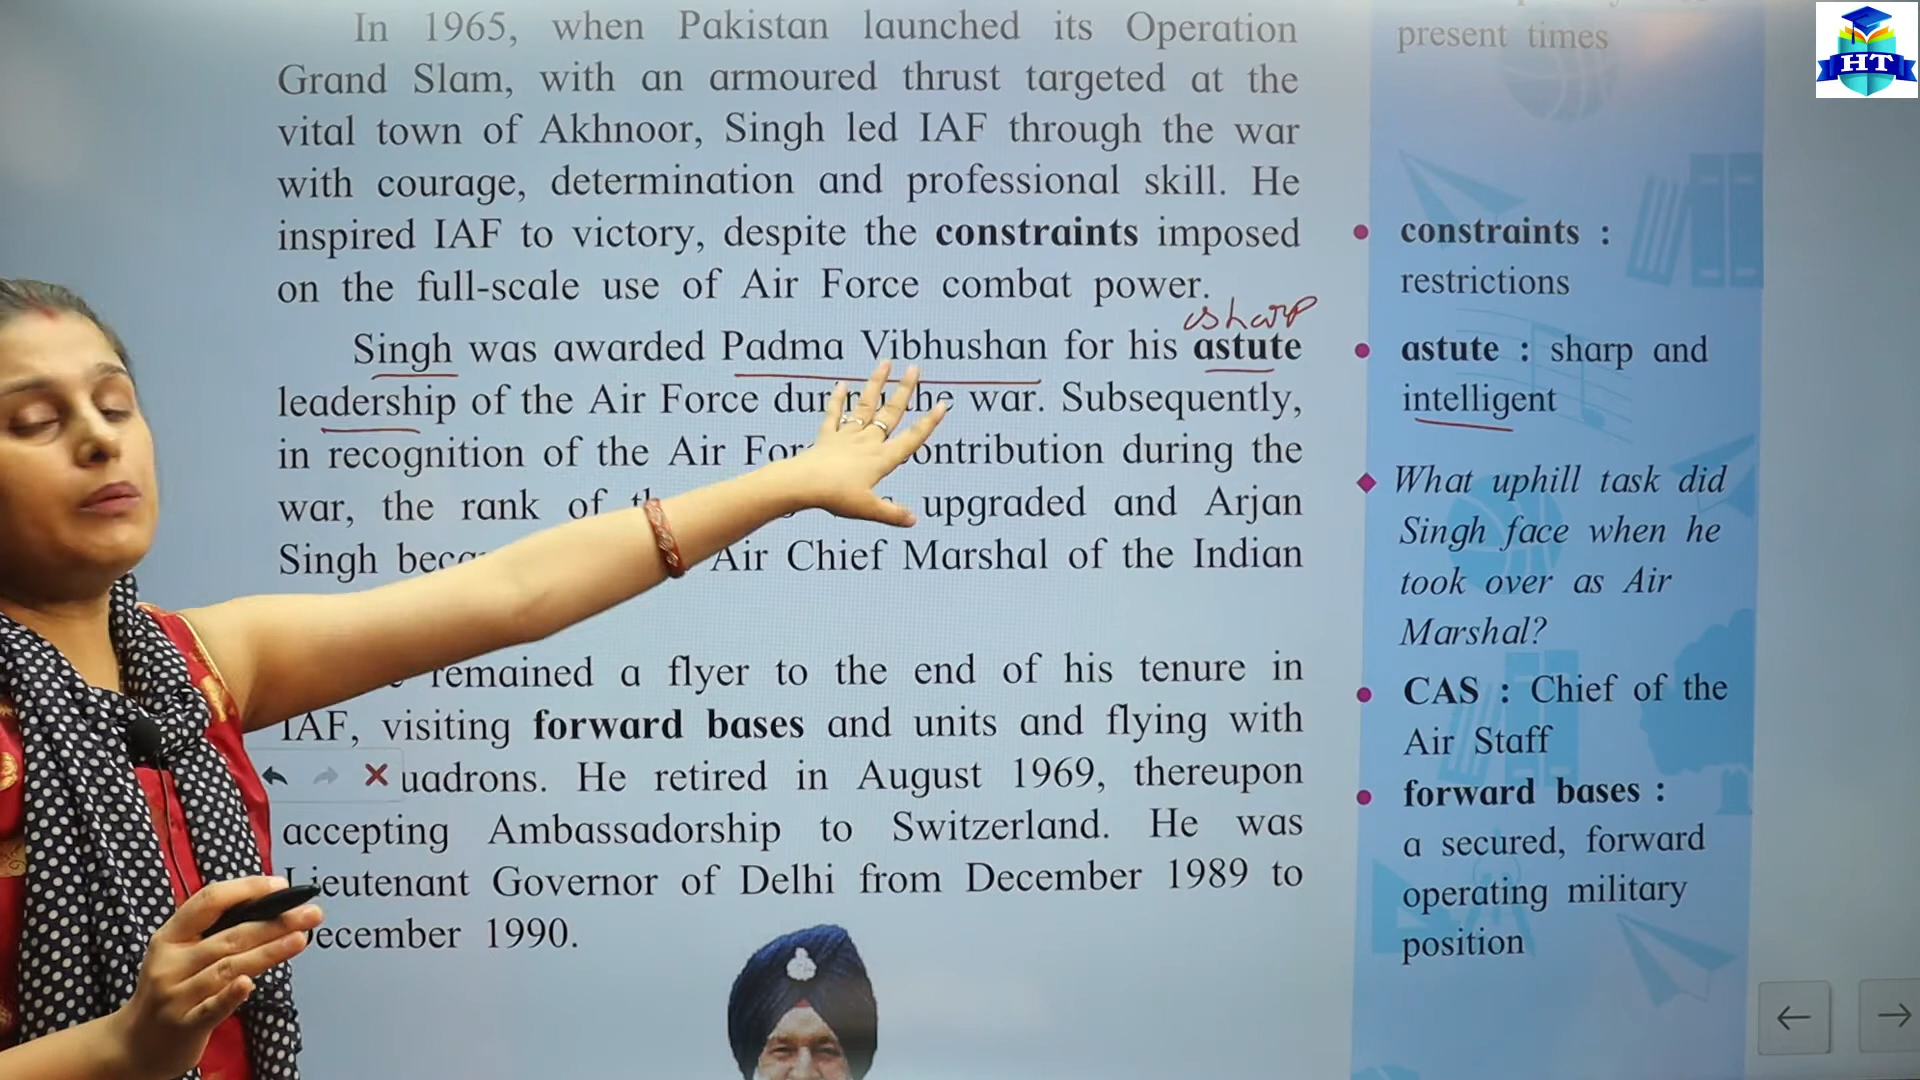 In 1965, when Pakistan launched its Operation
Grand Slam, with an armoured thrust targeted at the
vital town of Akhnoor, Singh led IAF through the war
with courage, determination and professional skill. He
inspired IAF to victory, despite the constraints imposed
on the full-scale use of Air Force combat power.
sharp
Singh was awarded Padma Vibhushan for his astute
leadership of the Air Force during the war. Subsequently,
in recognition of the Air contribution during the
war, the rank of upgraded and Arjan
Singh Air Chief Marshal of the Indian
remained a flyer to the end of his tenure in
IAF, visiting forward bases and units and flying with
uadrons. He retired in August 1969, thereupon
accepting Ambassadorship to Switzerland. He was
Lieutenant Governor of Delhi from December 1989 to
December 1990.
present times
• constraints :
restrictions
• astute : sharp and
intelligent
◆ What uphill task did
Singh face when he
took over as Air
Marshal?
• CAS : Chief of the
Air Staff
• forward bases :
a secured, forward
operating military
position
HT